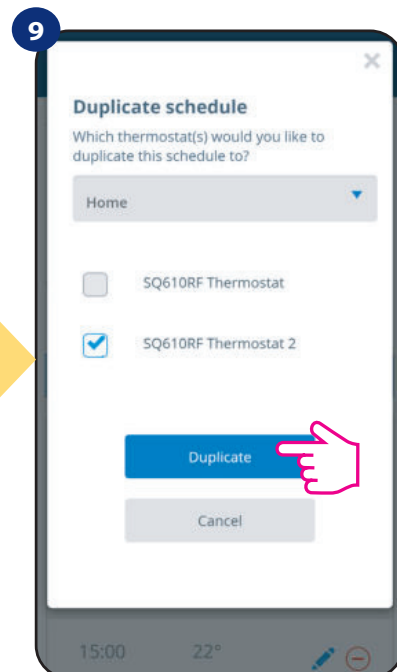 9
×
Duplicate schedule
Which thermostat(s) would you like to
duplicate this schedule to?
Home
SQ610RF Thermostat
SQ610RF Thermostat 2
Duplicate
Cancel
15:00 22°